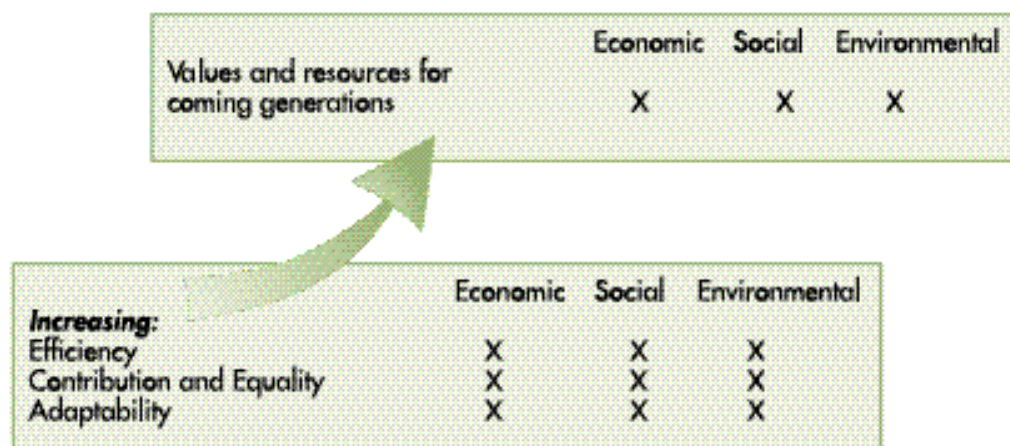 Economic Social Environmental
Values and resources for
coming generations X X X
Economic Social Environmental
Increasing:
Efficiency X X X
Contribution and Equality X X X
Adaptability X X X